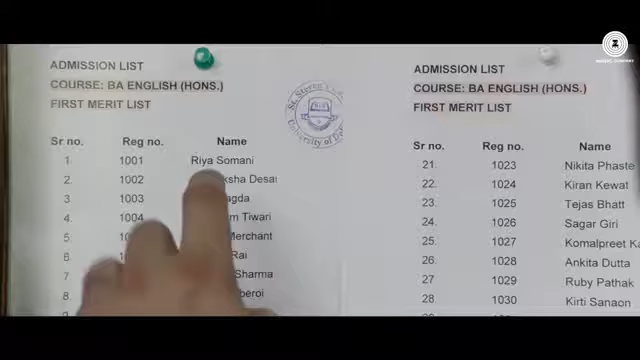 ADMISSION LIST
COURSE: BA ENGLISH (HONS.)
FIRST MERIT LIST
Sr no. Reg no. Name
1. 1001 Riya Somani
2. 1002
3. 1003
4. 1004 Tiwari
5. Merchant
6. Rai
7. Sharma
8.
ADMISSION LIST
COURSE: BA ENGLISH (HONS.)
FIRST MERIT LIST
Sr no. Reg no. Name
21. 1023 Nikita Phaste
22. 1024 Kiran Kewat
23. 1025 Tejas Bhatt
24. 1026 Sagar Giri
25. 1027 Komalpreet
26. 1028 Ankita Dutta
27 1029 Ruby Pathak
28 1030 Kirti Sanaon